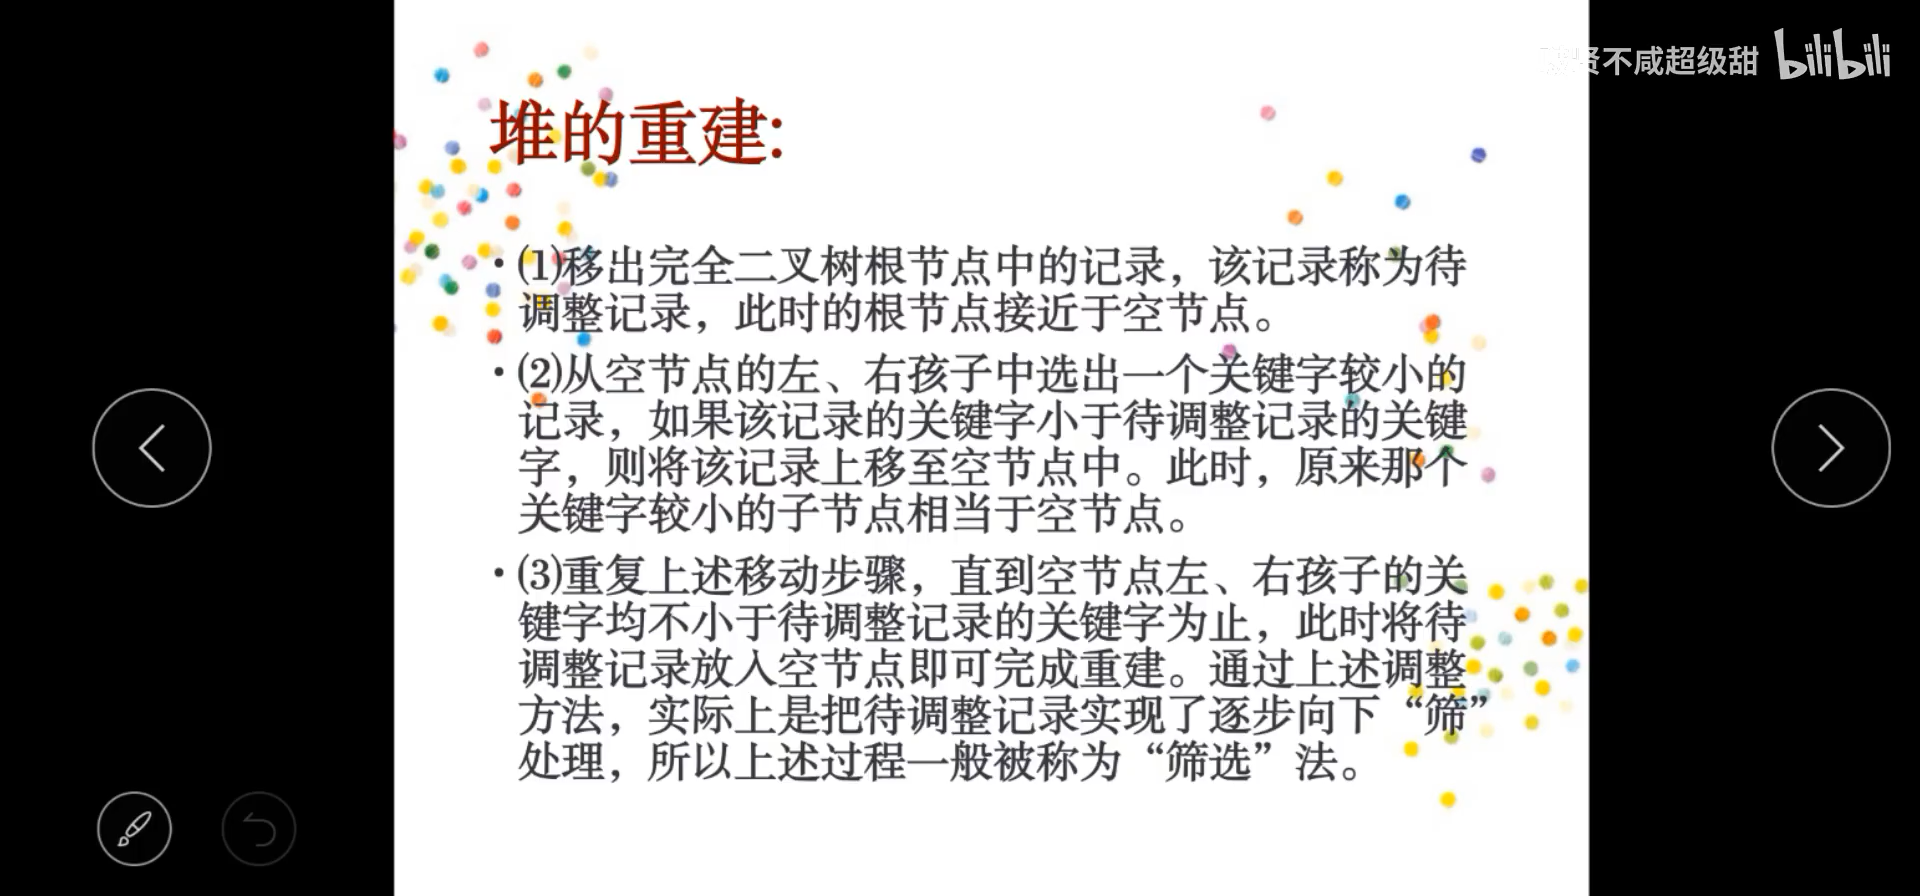 贤不咸超级甜 bilibili
堆的重建:
•(1)移出完全二叉树根节点中的记录，该记录称为待
调整记录，此时的根节点接近于空节点。
•(2)从空节点的左、右孩子中选出一个关键字较小的
记录，如果该记录的关键字小于待调整记录的关键
字，则将该记录上移至空节点中。此时，原来那个
关键字较小的子节点相当于空节点。
•(3)重复上述移动步骤，直到空节点左、右孩子的关
键字均不小于待调整记录的关键字为止，此时将待
调整记录放入空节点即可完成重建。通过上述调整
方法，实际上是把待调整记录实现了逐步向下“筛”
处理，所以上述过程一般被称为“筛选”法。